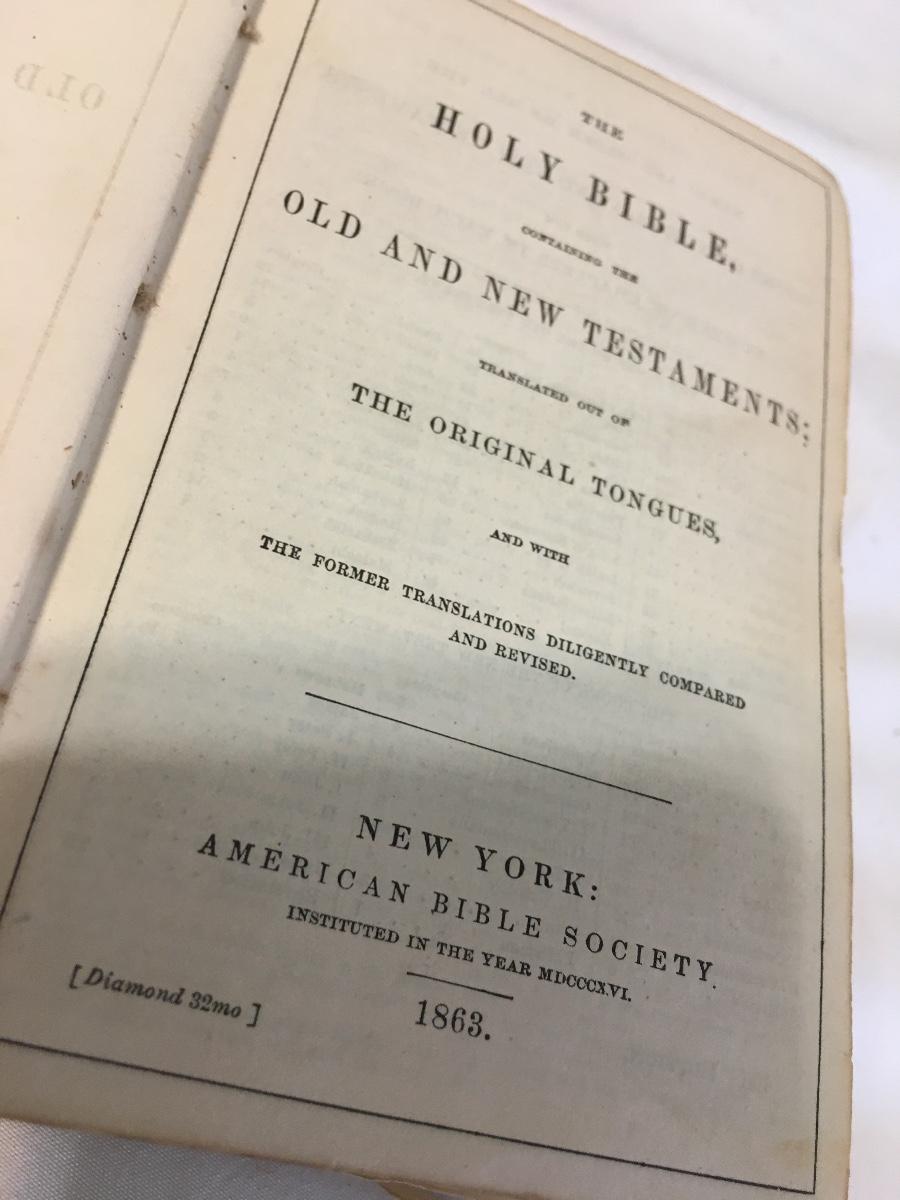 OLD
THE
HOLY BIBLE,
CONTAINING THE
OLD AND NEW TESTAMENTS;
TRANSLATED OUT OF
THE ORIGINAL TONGUES,
AND WITH
THE FORMER TRANSLATIONS DILIGENTLY COMPARED
AND REVISED.
NEW YORK:
AMERICAN BIBLE SOCIETY.
INSTITUTED IN THE YEAR MDCCCXVI.
1863.
[Diamond 32mo]